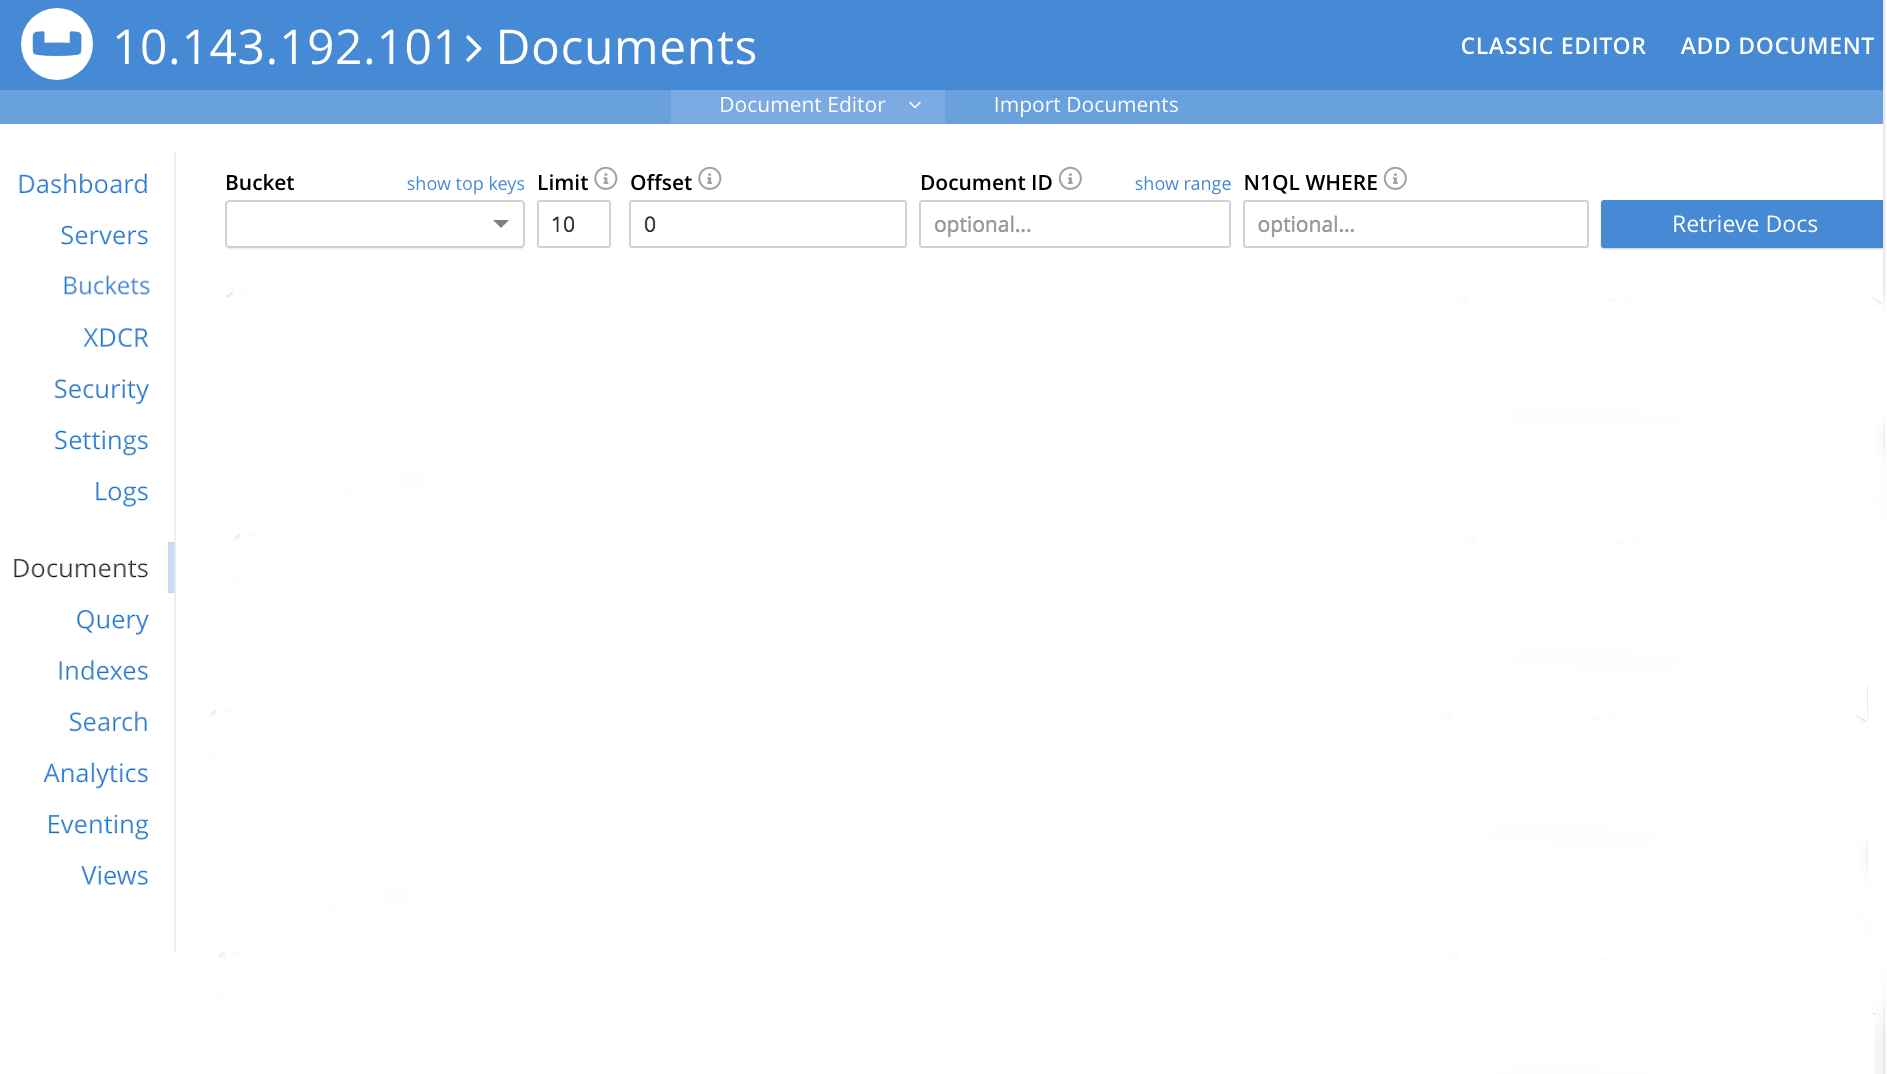 10.143.192.101 > Documents
CLASSIC EDITOR
ADD DOCUMENT
Document Editor
Import Documents
Dashboard
Servers
Buckets
XDCR
Security
Settings
Logs
Documents
Query
Indexes
Search
Analytics
Eventing
Views
Bucket show top keys
Limit
10
Offset
0
Document ID show range
optional...
N1QL WHERE
optional...
Retrieve Docs